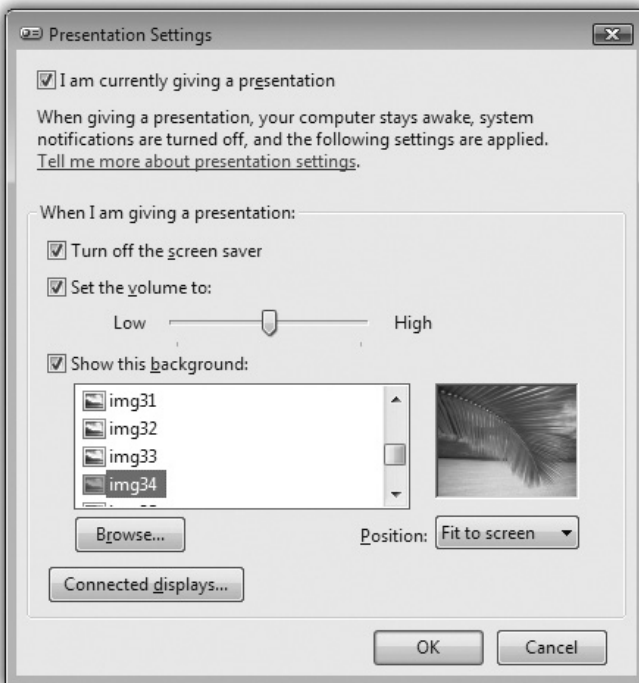 Presentation Settings
I am currently giving a presentation
When giving a presentation, your computer stays awake, system
notifications are turned off, and the following settings are applied.
Tell me more about presentation settings.
When I am giving a presentation:
Turn off the screen saver
Set the volume to:
Low High
Show this background:
img31
img32
img33
img34
Browse...
Position: Fit to screen
Connected displays...
OK Cancel